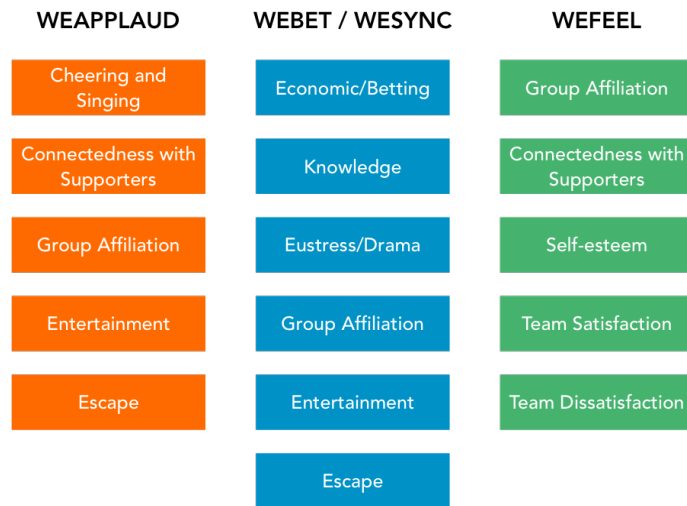 WEAPPLAUD
Cheering and
Singing
Connectedness with
Supporters
Group Affiliation
Entertainment
Escape
WEBET / WESYNC
Economic/Betting
Knowledge
Eustress/Drama
Group Affiliation
Entertainment
Escape
WEFEEL
Group Affiliation
Connectedness with
Supporters
Self-esteem
Team Satisfaction
Team Dissatisfaction